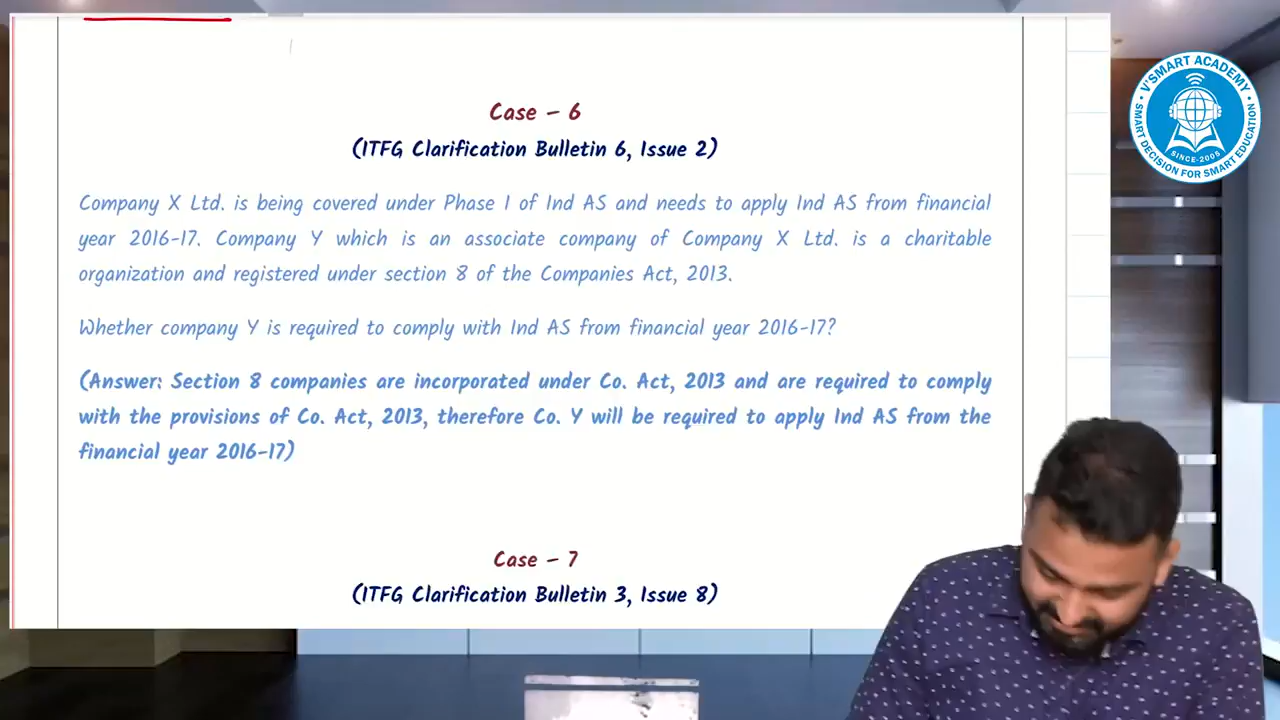 Case – 6
(ITFG Clarification Bulletin 6, Issue 2)
Company X Ltd. is being covered under Phase 1 of Ind AS and needs to apply Ind AS from financial
year 2016-17. Company Y which is an associate company of Company X Ltd. is a charitable
organization and registered under section 8 of the Companies Act, 2013.
Whether company Y is required to comply with Ind AS from financial year 2016-17?
(Answer: Section 8 companies are incorporated under Co. Act, 2013 and are required to comply
with the provisions of Co. Act, 2013, therefore Co. Y will be required to apply Ind AS from the
financial year 2016-17)
Case – 7
(ITFG Clarification Bulletin 3, Issue 8)
V'SMART ACADEMY
SINCE-2008
SMART DECISION FOR SMART EDUCATION